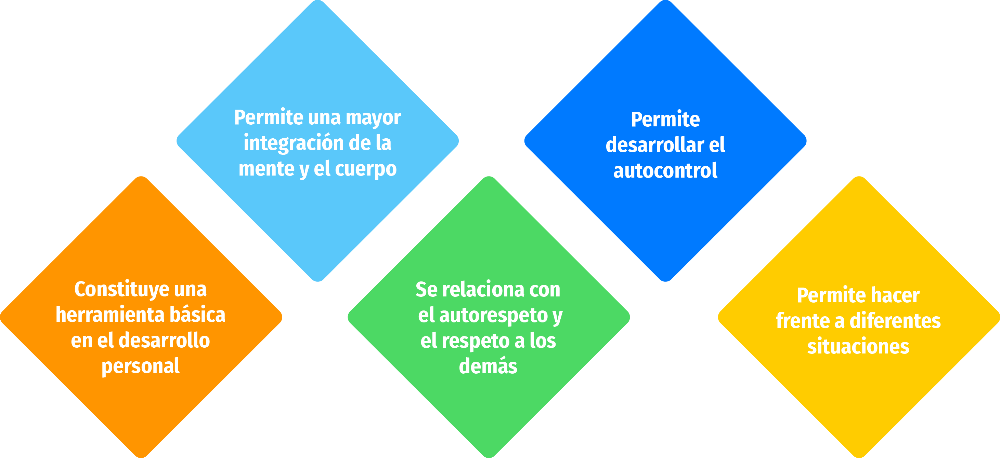 Permite una mayor
integración de la
mente y el cuerpo
Permite
desarrollar el
autocontrol
Constituye una
herramienta básica
en el desarrollo
personal
Se relaciona con
el autorespeto y
el respeto a los
demás
Permite hacer
frente a diferentes
situaciones